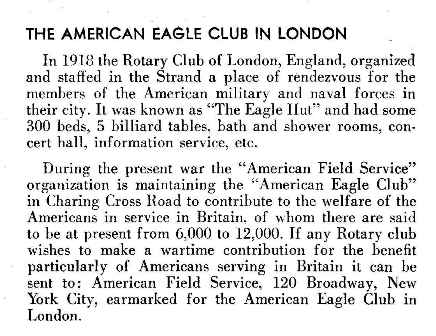 THE AMERICAN EAGLE CLUB IN LONDON
In 1918 the Rotary Club of London, England, organized
and staffed in the Strand a place of rendezvous for the
members of the American military and naval forces in
their city. It was known as “The Eagle Hut” and had some
300 beds, 5 billiard tables, bath and shower rooms, con-
cert hall, information service, etc.
During the present war the “American Field Service”
organization is maintaining the “American Eagle Club”
in Charing Cross Road to contribute to the welfare of the
Americans in service in Britain, of whom there are said
to be at present from 6,000 to 12,000. If any Rotary club
wishes to make a wartime contribution for the benefit
particularly of Americans serving in Britain it can be
sent to: American Field Service, 120 Broadway, New
York City, earmarked for the American Eagle Club in
London.